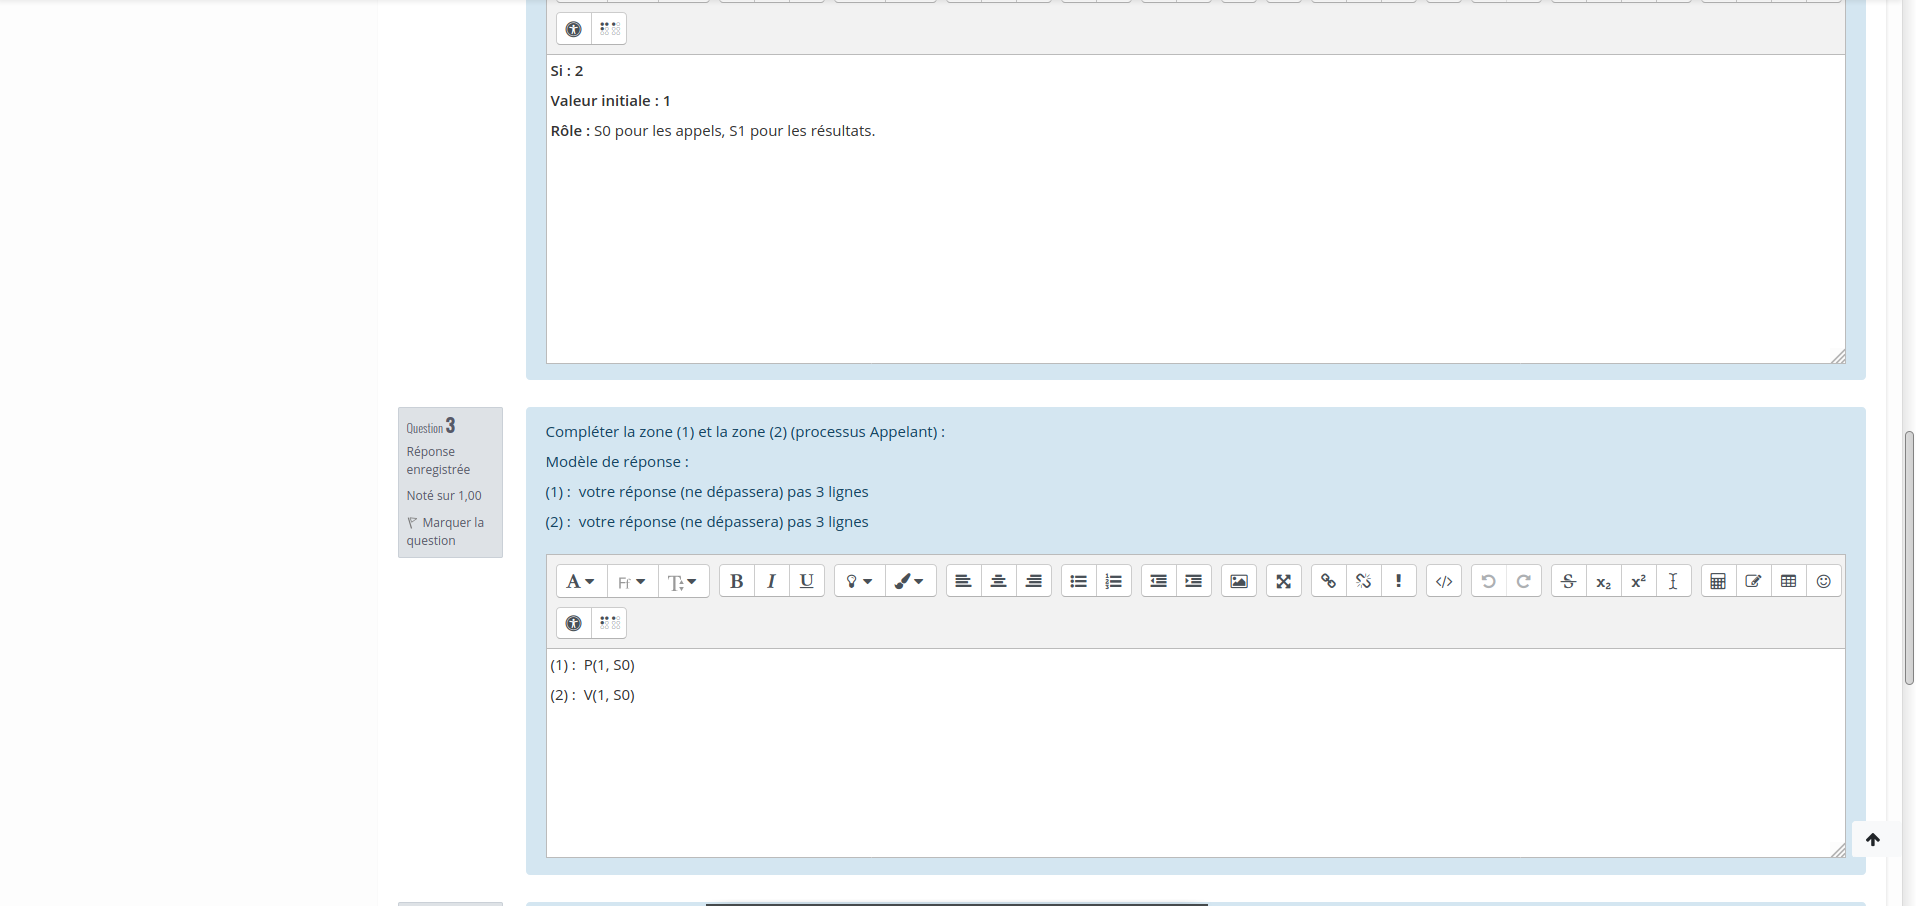 Si : 2
Valeur initiale : 1
Rôle : S0 pour les appels, S1 pour les résultats.
Question 3
Réponse
enregistrée
Noté sur 1,00
Marquer la
question
Compléter la zone (1) et la zone (2) (processus Appelant) :
Modèle de réponse :
(1) :  votre réponse (ne dépassera) pas 3 lignes
(2) :  votre réponse (ne dépassera) pas 3 lignes
A Ff T B I U </> S x₂ x²
(1) :  P(1, S0)
(2) :  V(1, S0)